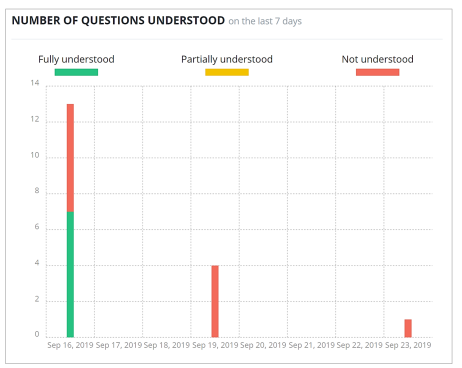 NUMBER OF QUESTIONS UNDERSTOOD on the last 7 days
Fully understood Partially understood Not understood
14
12
10
8
6
4
2
0
Sep 16, 2019 Sep 17, 2019 Sep 18, 2019 Sep 19, 2019 Sep 20, 2019 Sep 21, 2019 Sep 22, 2019 Sep 23, 2019